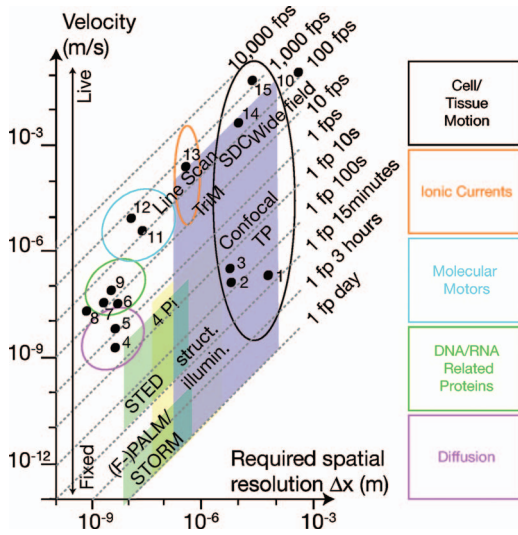 Velocity
(m/s)
Live
Fixed
10⁻³
10⁻⁶
10⁻⁹
10⁻¹²
10⁻⁹
10⁻⁶
10⁻³
Required spatial
resolution Δx (m)
10,000 fps
1,000 fps
100 fps
10 fps
1 fps
1 fp 10s
1 fp 100s
1 fp 15minutes
1 fp 3 hours
1 fp day
15
10
14
13
12
11
3
2
1
9
8
7
6
5
4
Line Scan
TriM
SDC
Wide field
Confocal
TP
4 Pi
STED
struct.
illumin.
(F-)PALM/
STORM
Cell/
Tissue
Motion
Ionic Currents
Molecular
Motors
DNA/RNA
Related
Proteins
Diffusion